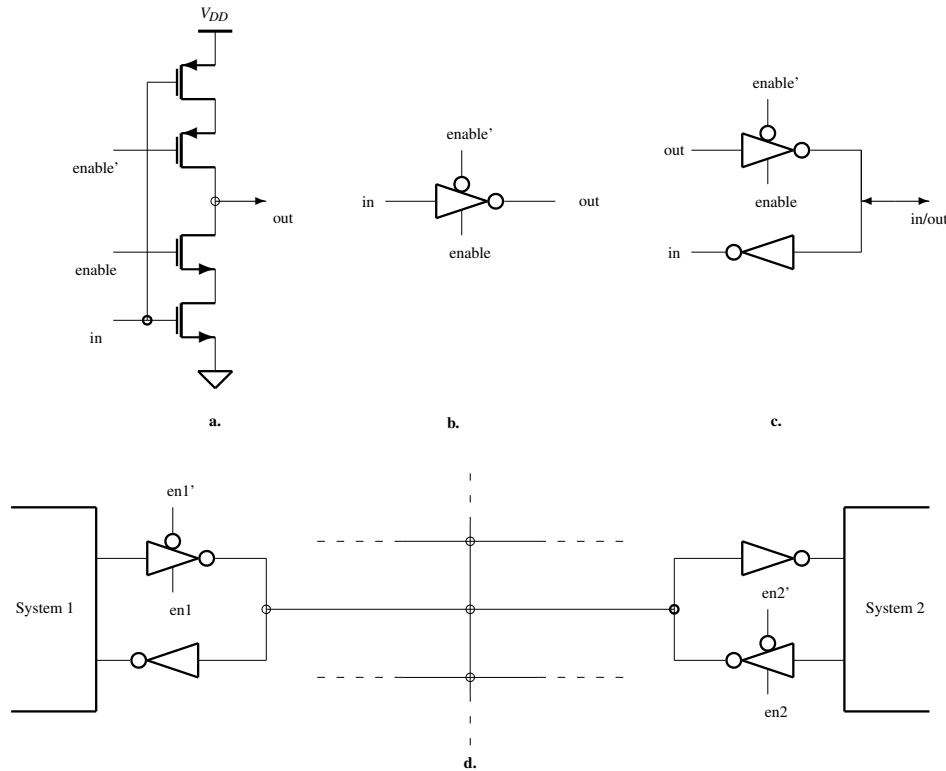 V_DD
enable'
out
enable
in
a.
enable'
in
out
enable
b.
enable'
out
enable
in/out
in
c.
en1'
System 1
en1
en2'
System 2
en2
d.